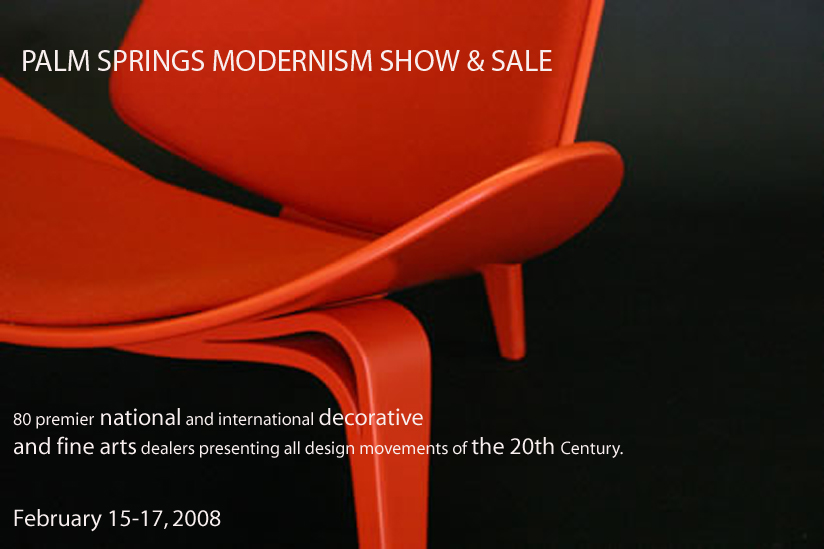 PALM SPRINGS MODERNISM SHOW & SALE
80 premier national and international decorative
and fine arts dealers presenting all design movements of the 20th Century.
February 15-17, 2008